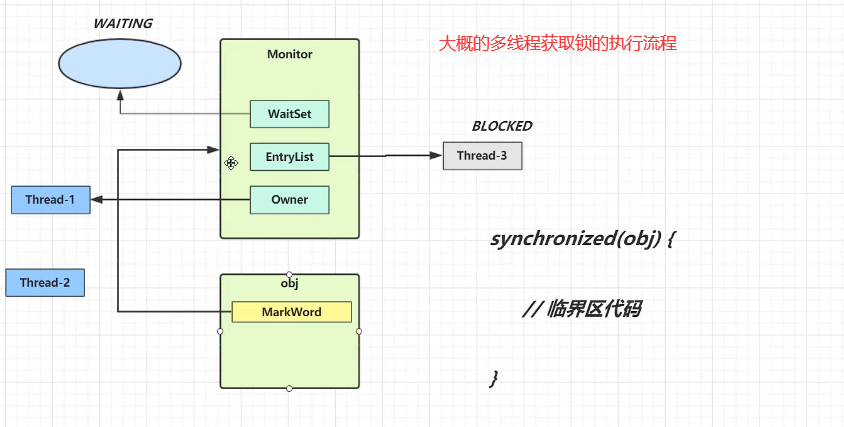 WAITING
Monitor
大概的多线程获取锁的执行流程
WaitSet
BLOCKED
EntryList
Thread-3
Thread-1
Owner
synchronized(obj) {
Thread-2
obj
MarkWord
// 临界区代码
}